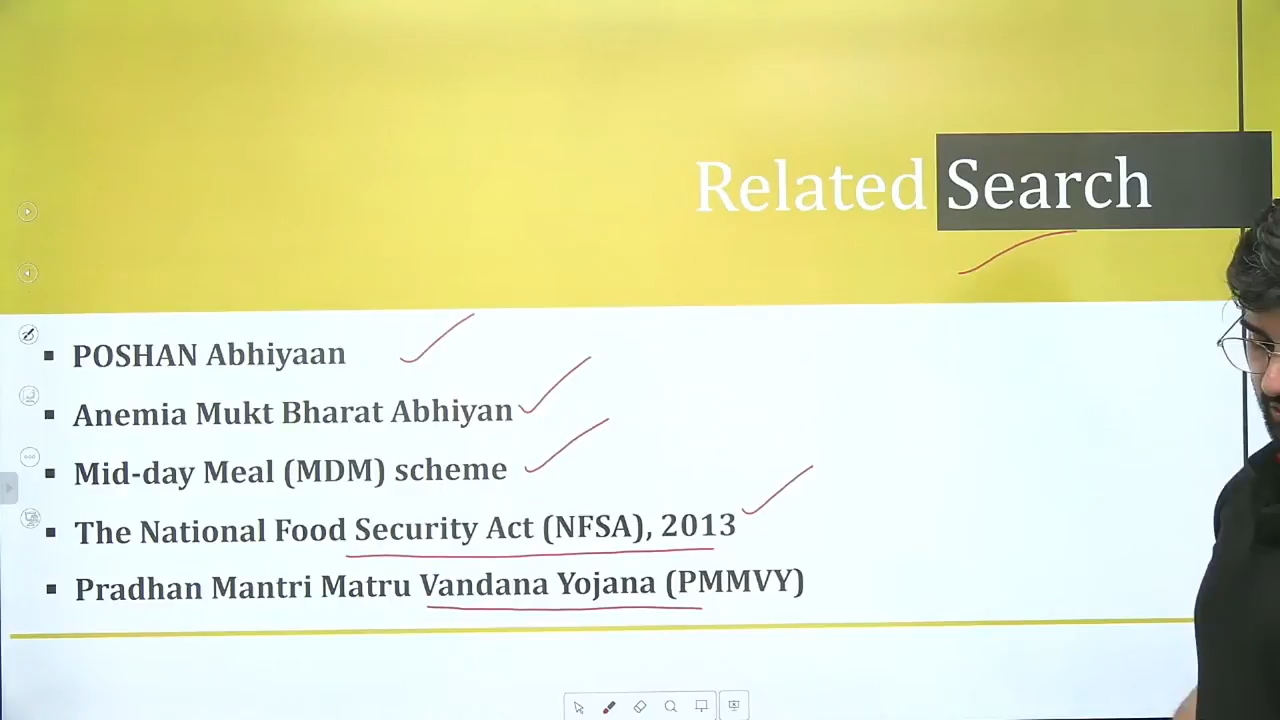 Related Search
POSHAN Abhiyaan
Anemia Mukt Bharat Abhiyan
Mid-day Meal (MDM) scheme
The National Food Security Act (NFSA), 2013
Pradhan Mantri Matru Vandana Yojana (PMMVY)